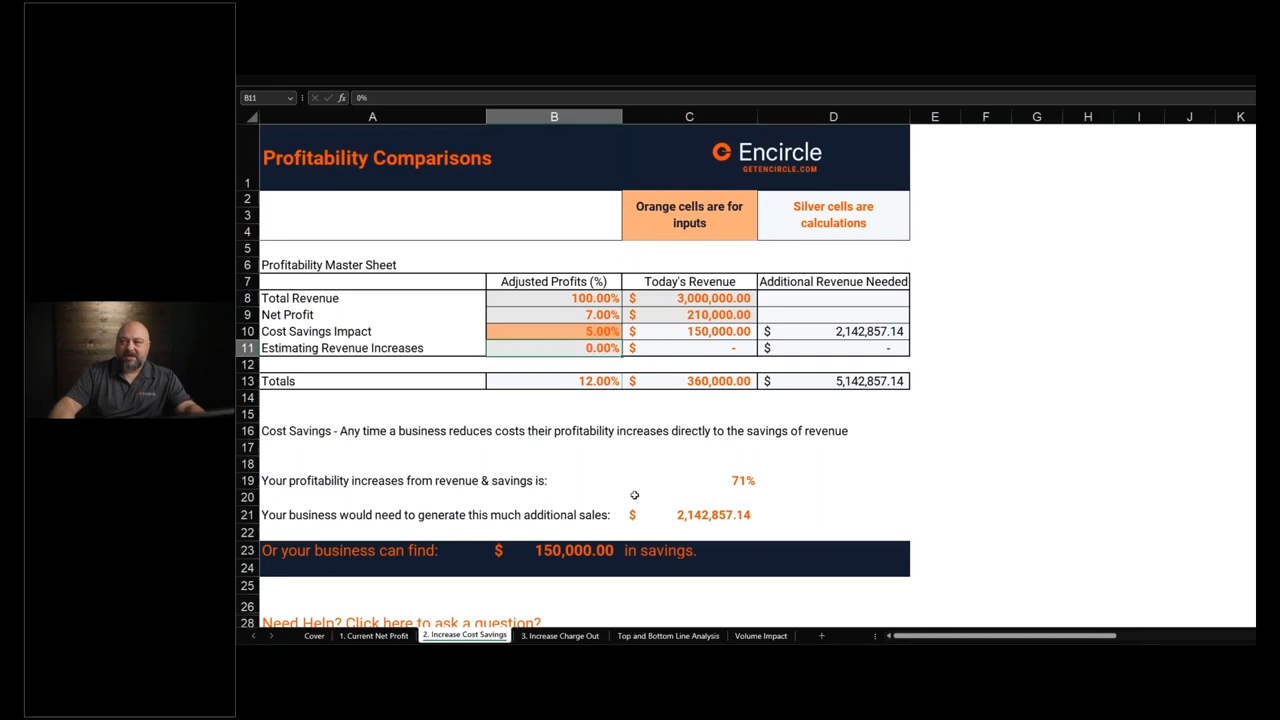 B11 fx 0%
A B C D E F G H I J K
1 Profitability Comparisons Encircle
GETENCIRCLE.COM
2 Orange cells are for Silver cells are
3 inputs calculations
4
5
6 Profitability Master Sheet
7 Adjusted Profits (%) Today's Revenue Additional Revenue Needed
8 Total Revenue 100.00% $ 3,000,000.00
9 Net Profit 7.00% $ 210,000.00
10 Cost Savings Impact 5.00% $ 150,000.00 $ 2,142,857.14
11 Estimating Revenue Increases 0.00% $ - $ -
12
13 Totals 12.00% $ 360,000.00 $ 5,142,857.14
14
15
16 Cost Savings - Any time a business reduces costs their profitability increases directly to the savings of revenue
17
18
19 Your profitability increases from revenue & savings is: 71%
20
21 Your business would need to generate this much additional sales: $ 2,142,857.14
22
23 Or your business can find: $ 150,000.00 in savings.
24
25
26
28 Need Help? Click here to ask a question?
Cover 1. Current Net Profit 2. Increase Cost Savings 3. Increase Charge Out Top and Bottom Line Analysis Volume Impact +